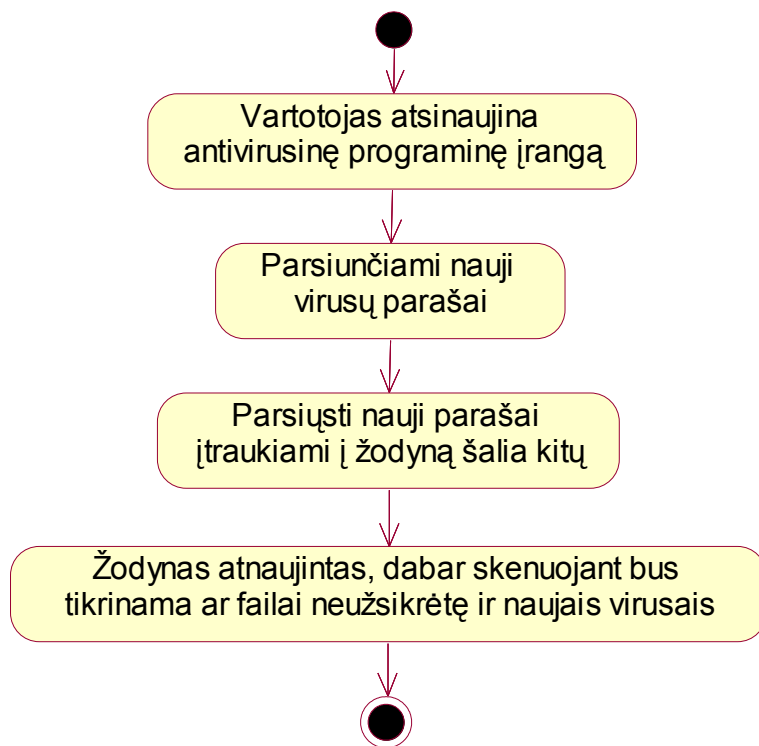 Vartotojas atsinaujina
antivirusinę programinę įrangą
Parsiunčiami nauji
virusų parašai
Parsiųsti nauji parašai
įtraukiami į žodyną šalia kitų
Žodynas atnaujintas, dabar skenuojant bus
tikrinama ar failai neužsikrėtę ir naujais virusais